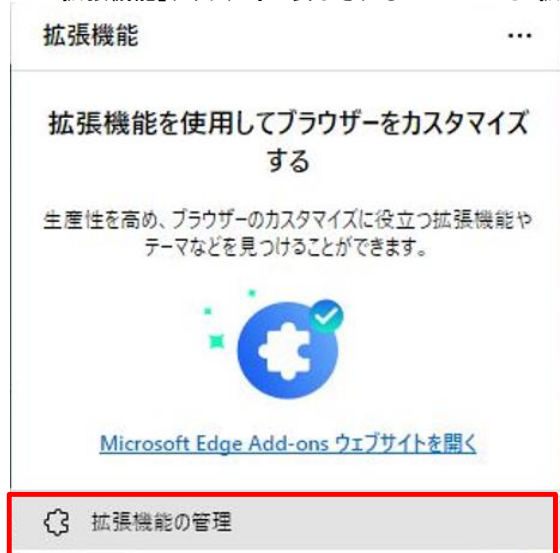 拡張機能
拡張機能を使用してブラウザーをカスタマイズ
する
生産性を高め、ブラウザーのカスタマイズに役立つ拡張機能や
テーマなどを見つけることができます。
Microsoft Edge Add-ons ウェブサイトを開く
拡張機能の管理